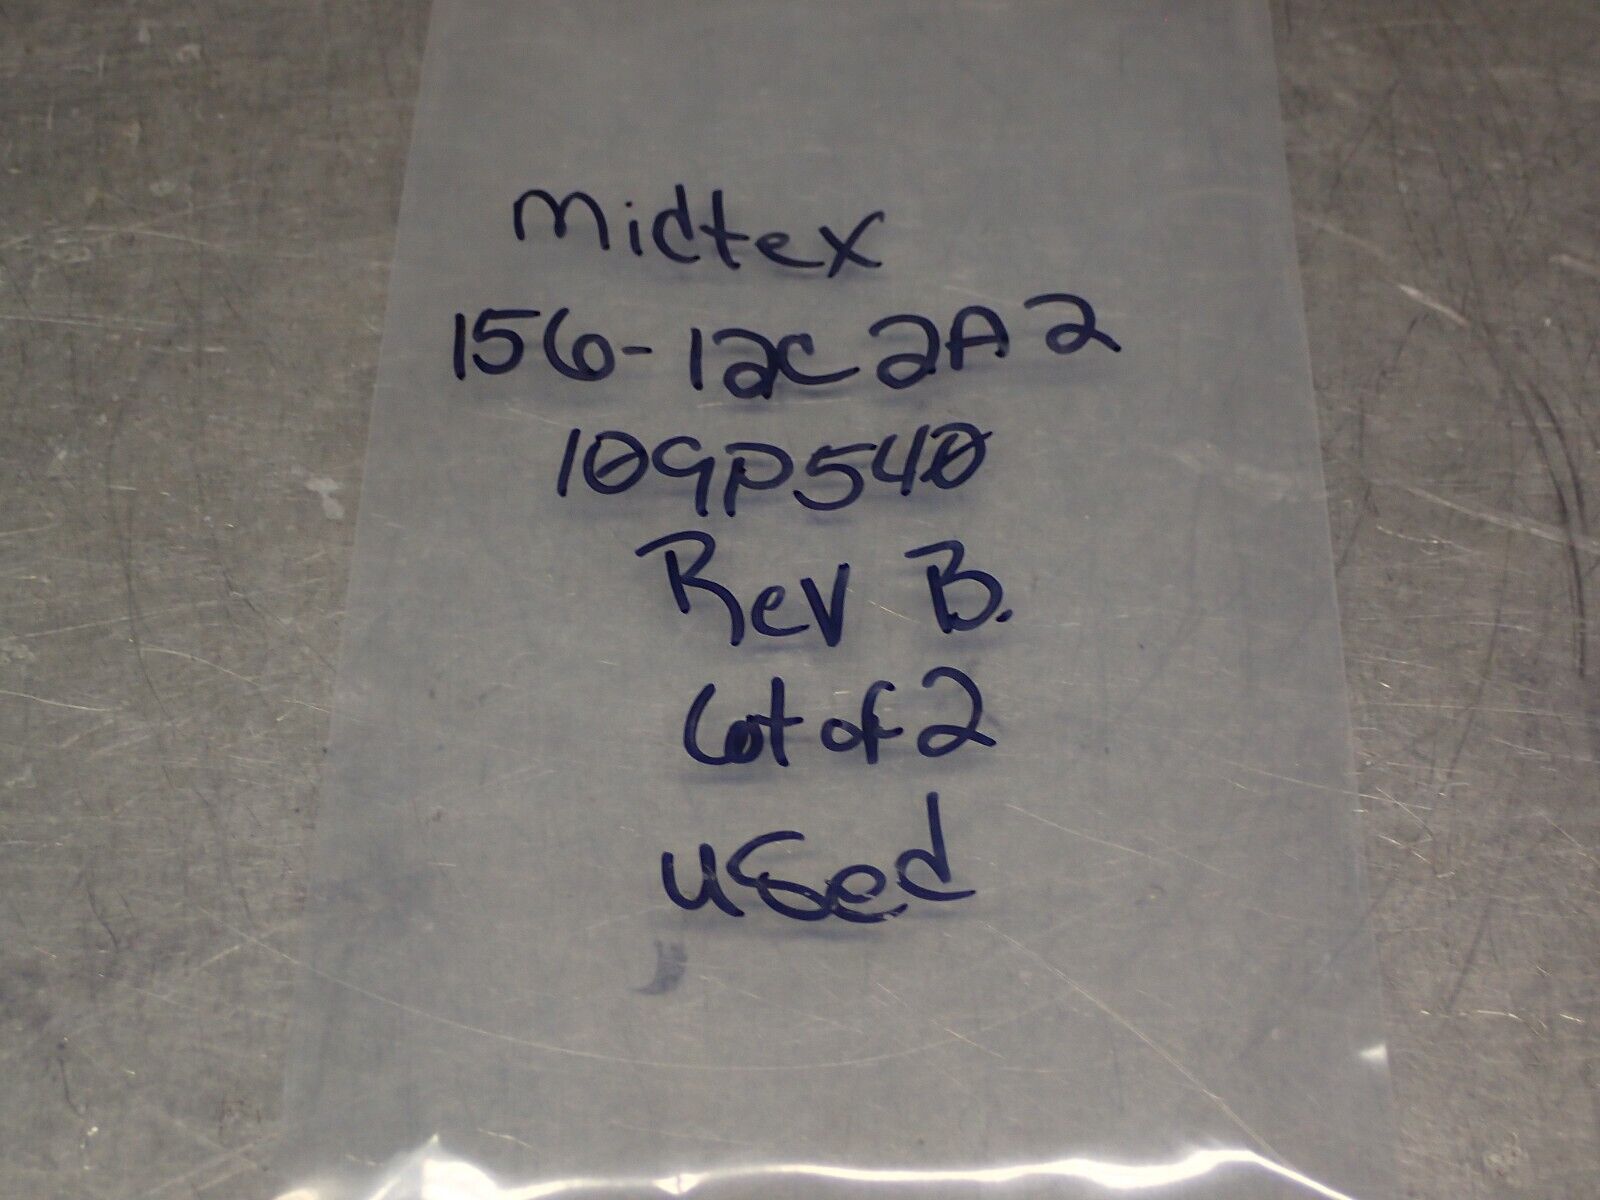 Midtex
156-12C2A2
109P540
Rev B.
Lot of 2
used